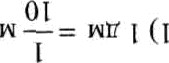 1) 1 дм = 1/10 м